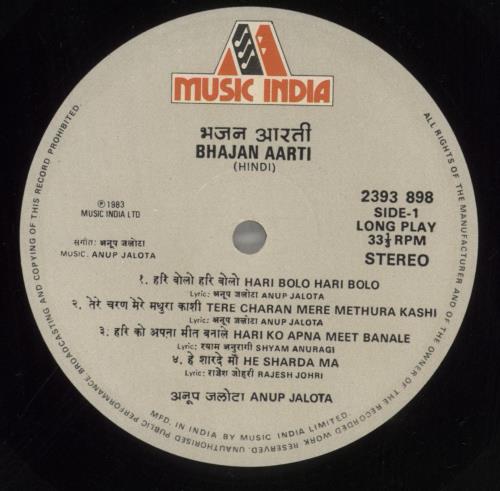 MUSIC INDIA
भजन आरती
BHAJAN AARTI
(HINDI)
℗1983
MUSIC INDIA LTD
2393 898
SIDE-1
LONG PLAY
33⅓ RPM
STEREO
संगीत: अनूप जलोटा
MUSIC: ANUP JALOTA
१. हरि बोलो हरि बोलो HARI BOLO HARI BOLO
Lyric: अनूप जलोटा ANUP JALOTA
२. तेरे चरण मेरे मथुरा काशी TERE CHARAN MERE METHURA KASHI
Lyric: अनूप जलोटा ANUP JALOTA
३. हरि को अपना मीत बनाले HARI KO APNA MEET BANALE
Lyric: श्याम अनुरागी SHYAM ANURAGI
४. हे शारदे माँ HE SHARDA MA
Lyric: राजेश जोहरी RAJESH JOHRI
अनूप जलोटा ANUP JALOTA
MFD. IN INDIA BY MUSIC INDIA LIMITED.
ALL RIGHTS OF THE MANUFACTURER AND OF THE OWNER OF THE RECORDED WORK RESERVED. UNAUTHORISED PUBLIC PERFORMANCE, BROADCASTING AND COPYING OF THIS RECORD PROHIBITED.